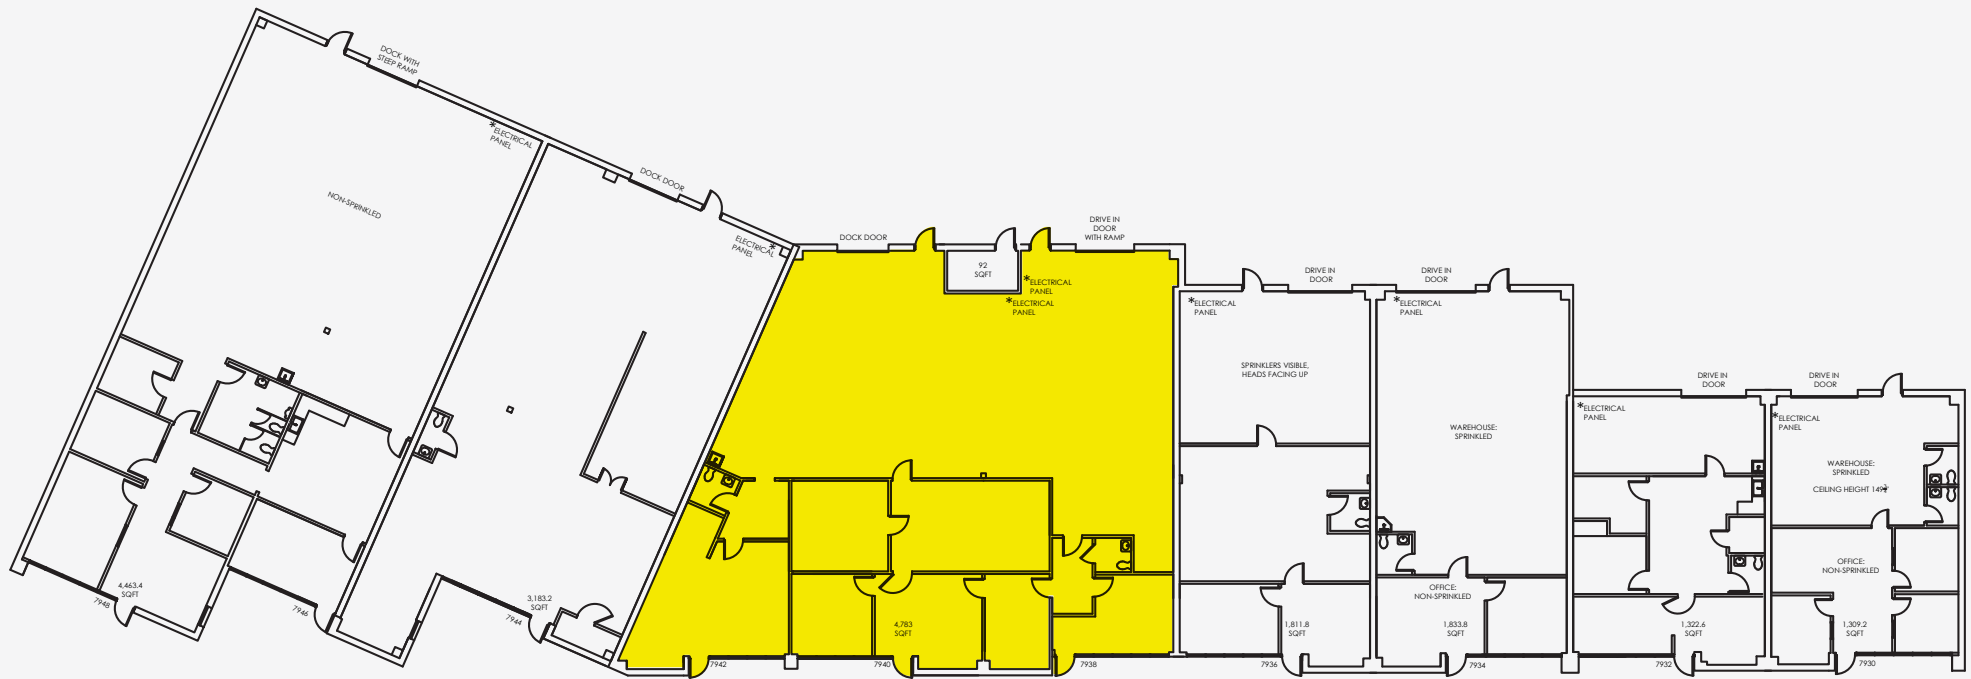 DOCK WITH
STEEP RAMP
*ELECTRICAL
PANEL
NON-SPRINKLED
4,463.4
SQFT
7948
7946
DOCK DOOR
ELECTRICAL*
PANEL
3,183.2
SQFT
7944
DOCK DOOR
92
SQFT
DRIVE IN
DOOR
WITH RAMP
*ELECTRICAL
PANEL
*ELECTRICAL
PANEL
4,783
SQFT
7942
7940
7938
DRIVE IN
DOOR
*ELECTRICAL
PANEL
SPRINKLERS VISIBLE,
HEADS FACING UP
1,811.8
SQFT
7936
DRIVE IN
DOOR
*ELECTRICAL
PANEL
WAREHOUSE:
SPRINKLED
OFFICE:
NON-SPRINKLED
1,833.8
SQFT
7934
DRIVE IN
DOOR
*ELECTRICAL
PANEL
1,322.6
SQFT
7932
DRIVE IN
DOOR
*ELECTRICAL
PANEL
WAREHOUSE:
SPRINKLED
CEILING HEIGHT
OFFICE:
NON-SPRINKLED
1,309.2
SQFT
7930